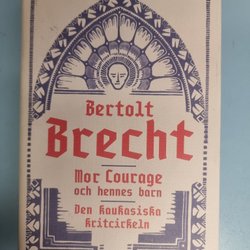 Bertolt
Brecht
Mor Courage
och hennes barn
Den kaukasiska
kritcirkeln